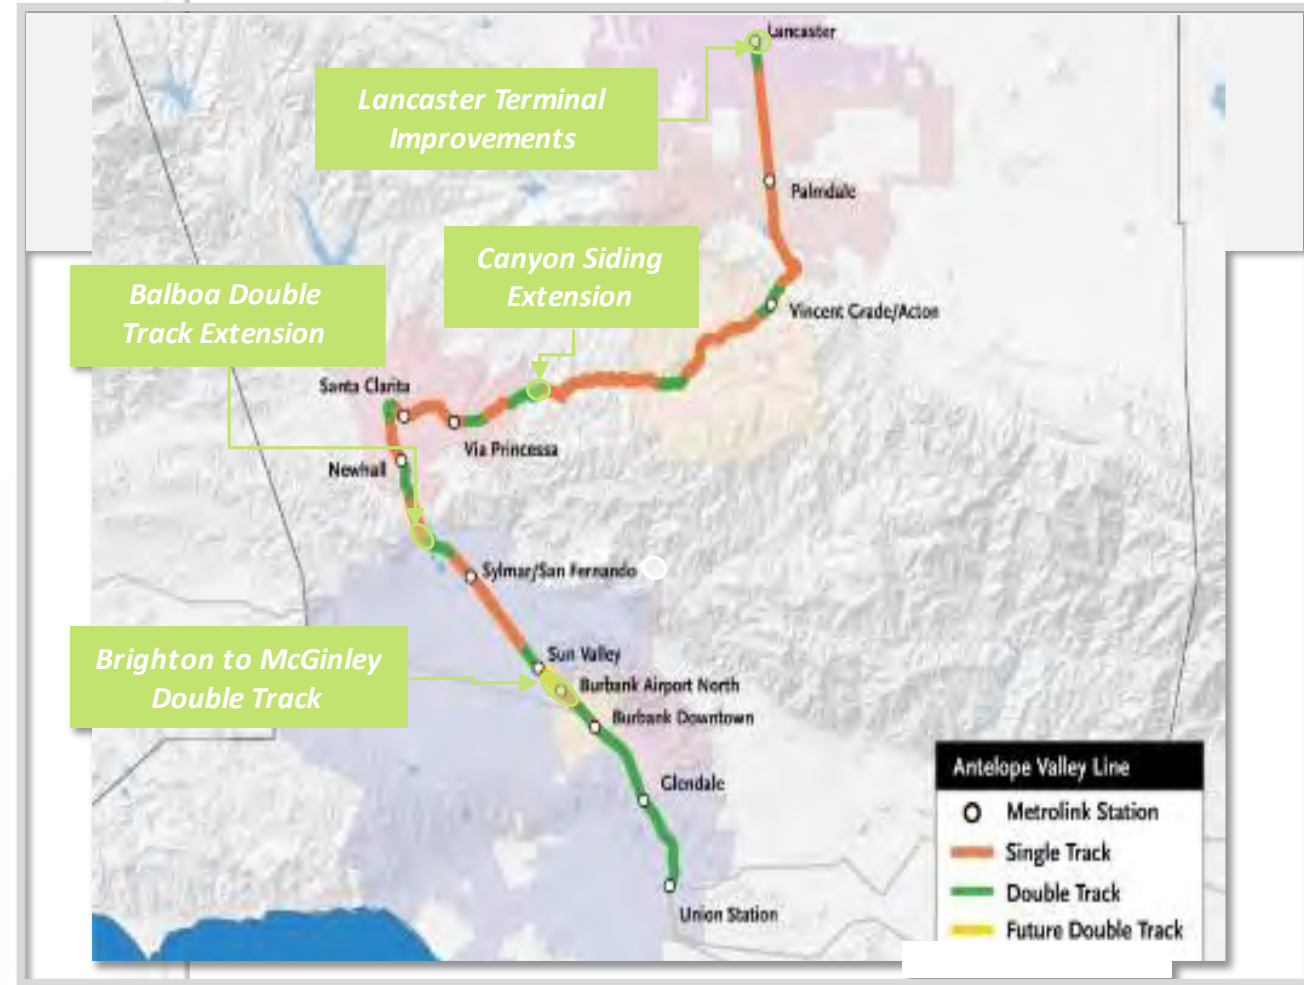 Lancaster
Lancaster Terminal
Improvements
Palmdale
Canyon Siding
Extension
Balboa Double
Track Extension
Vincent Grade/Acton
Santa Clarita
Via Princessa
Newhall
Sylmar/San Fernando
Brighton to McGinley
Double Track
Sun Valley
Burbank Airport North
Burbank Downtown
Glendale
Union Station
Antelope Valley Line
Metrolink Station
Single Track
Double Track
Future Double Track